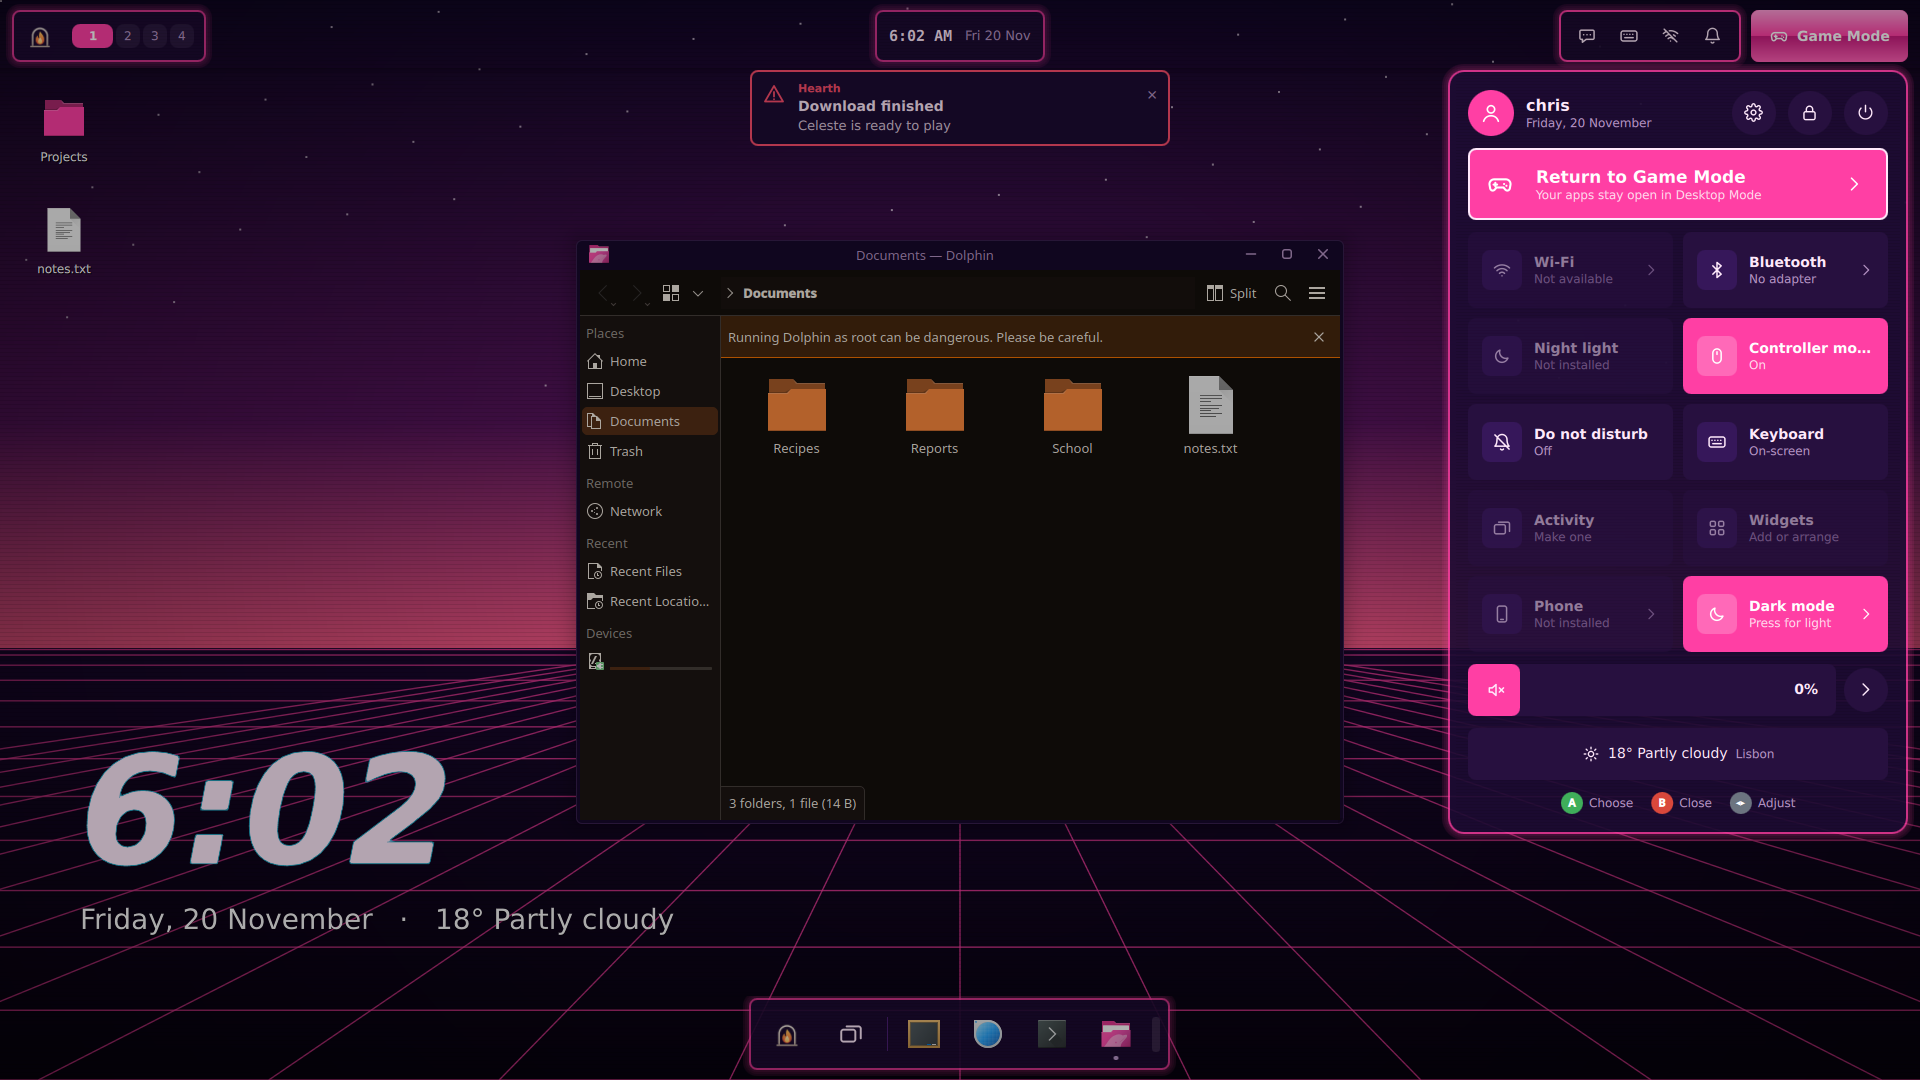 1 2 3 4
6:02 AM Fri 20 Nov
Game Mode
Projects
notes.txt
Hearth
Download finished
Celeste is ready to play
Documents — Dolphin
Documents
Split
Places
Home
Desktop
Documents
Trash
Remote
Network
Recent
Recent Files
Recent Locatio...
Devices
Running Dolphin as root can be dangerous. Please be careful.
Recipes
Reports
School
notes.txt
3 folders, 1 file (14 B)
chris
Friday, 20 November
Return to Game Mode
Your apps stay open in Desktop Mode
Wi-Fi
Not available
Bluetooth
No adapter
Night light
Not installed
Controller mo...
On
Do not disturb
Off
Keyboard
On-screen
Activity
Make one
Widgets
Add or arrange
Phone
Not installed
Dark mode
Press for light
0%
18° Partly cloudy Lisbon
A Choose B Close Adjust
6:02
Friday, 20 November · 18° Partly cloudy